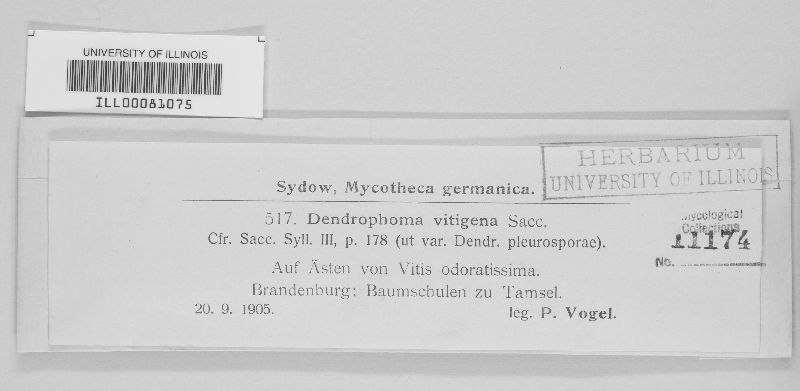 UNIVERSITY OF ILLINOIS
ILL00081075
HERBARIUM
UNIVERSITY OF ILLINOIS
Sydow, Mycotheca germanica.
517. Dendrophoma vitigena Sacc.
Cfr. Sacc. Syll. III, p. 178 (ut var. Dendr. pleurosporae).
Mycological
Collections
11174
No.
Auf Ästen von Vitis odoratissima.
Brandenburg: Baumschulen zu Tamsel.
20. 9. 1905. leg. P. Vogel.